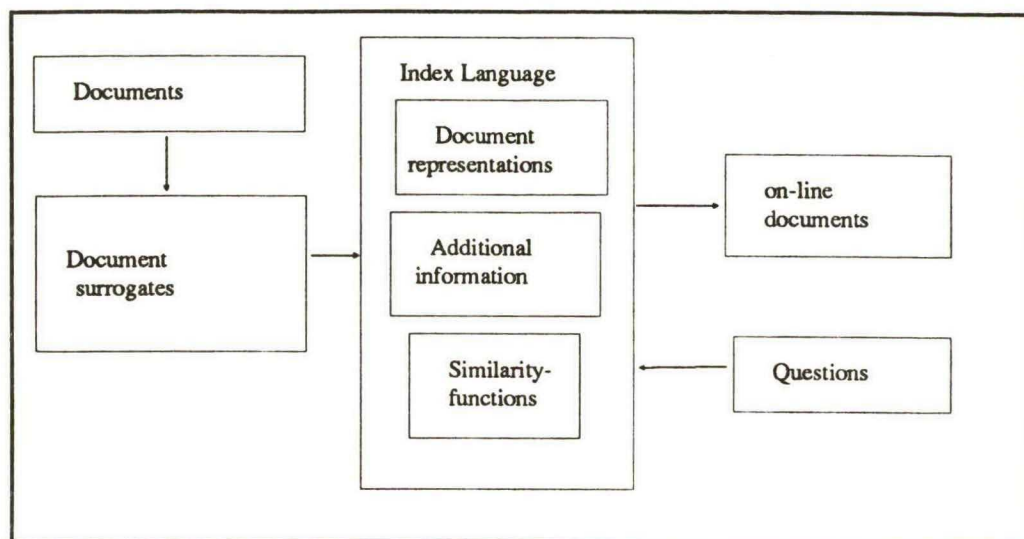 Documents
Document
surrogates
Index Language
Document
representations
Additional
information
Similarity-
functions
on-line
documents
Questions